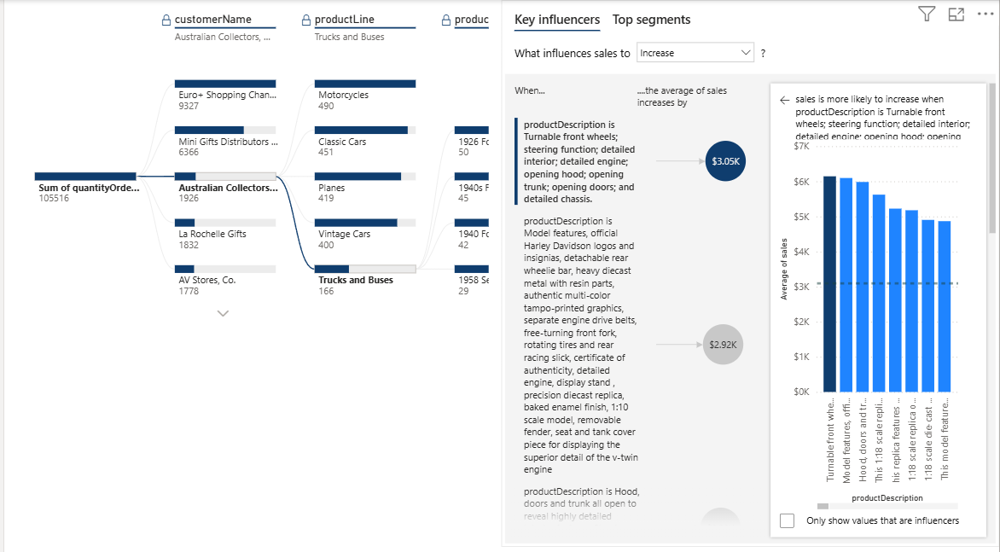 customerName
Australian Collectors, ...
productLine
Trucks and Buses
produc
Euro+ Shopping Chan...
9327
Mini Gifts Distributors ...
6366
Sum of quantityOrde...
105516
Australian Collectors...
1926
La Rochelle Gifts
1832
AV Stores, Co.
1778
Motorcycles
490
Classic Cars
451
Planes
419
Vintage Cars
400
Trucks and Buses
166
1926 Fo
50
1940s F
45
1940 Fo
42
1958 Se
29
Key influencers Top segments
What influences sales to Increase ?
When...
....the average of sales
increases by
productDescription is
Turnable front wheels;
steering function; detailed
interior; detailed engine;
opening hood; opening
trunk; opening doors; and
detailed chassis.
$3.05K
productDescription is
Model features, official
Harley Davidson logos and
insignias, detachable rear
wheelie bar, heavy diecast
metal with resin parts,
authentic multi-color
tampo-printed graphics,
separate engine drive belts,
free-turning front fork,
rotating tires and rear
racing slick, certificate of
authenticity, detailed
engine, display stand ,
precision diecast replica,
baked enamel finish, 1:10
scale model, removable
fender, seat and tank cover
piece for displaying the
superior detail of the v-twin
engine
$2.92K
productDescription is Hood,
doors and trunk all open to
reveal highly detailed
sales is more likely to increase when
productDescription is Turnable front
wheels; steering function; detailed interior;
detailed engine; opening hood; opening
$7K
$6K
$5K
$4K
$3K
$2K
$1K
$0K
Average of sales
Turnable front whe...
Model features, offi...
Hood, doors and tr...
This 1:18 scale repli...
his replica features ...
1:18 scale replica o...
1:18 scale die-cast ...
This model feature...
productDescription
Only show values that are influencers